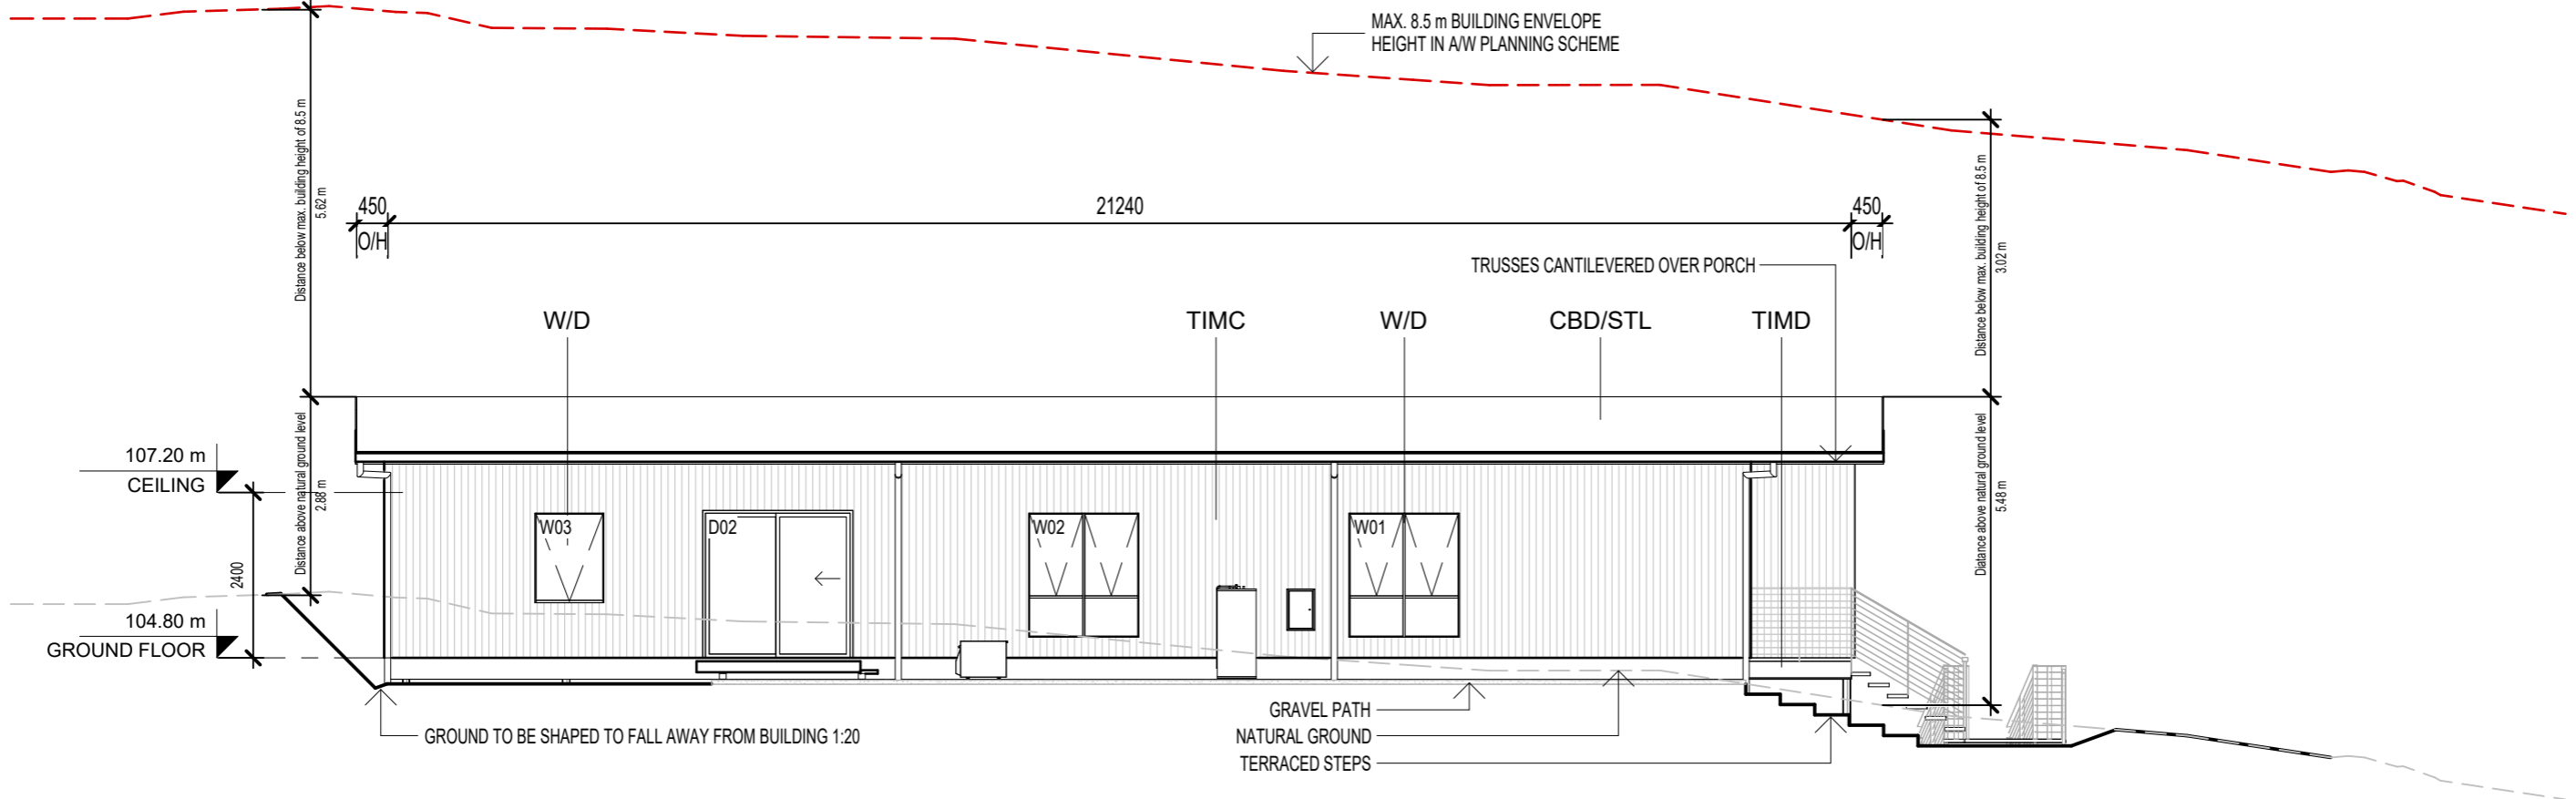 MAX. 8.5 m BUILDING ENVELOPE
HEIGHT IN A/W PLANNING SCHEME
Distance below max. building height of 8.5 m
5.62 m
Distance below max. building height of 8.5 m
3.02 m
450
O/H
21240
450
O/H
TRUSSES CANTILEVERED OVER PORCH
W/D
TIMC
W/D
CBD/STL
TIMD
107.20 m
CEILING
2400
104.80 m
GROUND FLOOR
Distance above natural ground level
2.88 m
Diatance above natural ground level
5.48 m
W03
D02
W02
W01
GROUND TO BE SHAPED TO FALL AWAY FROM BUILDING 1:20
GRAVEL PATH
NATURAL GROUND
TERRACED STEPS